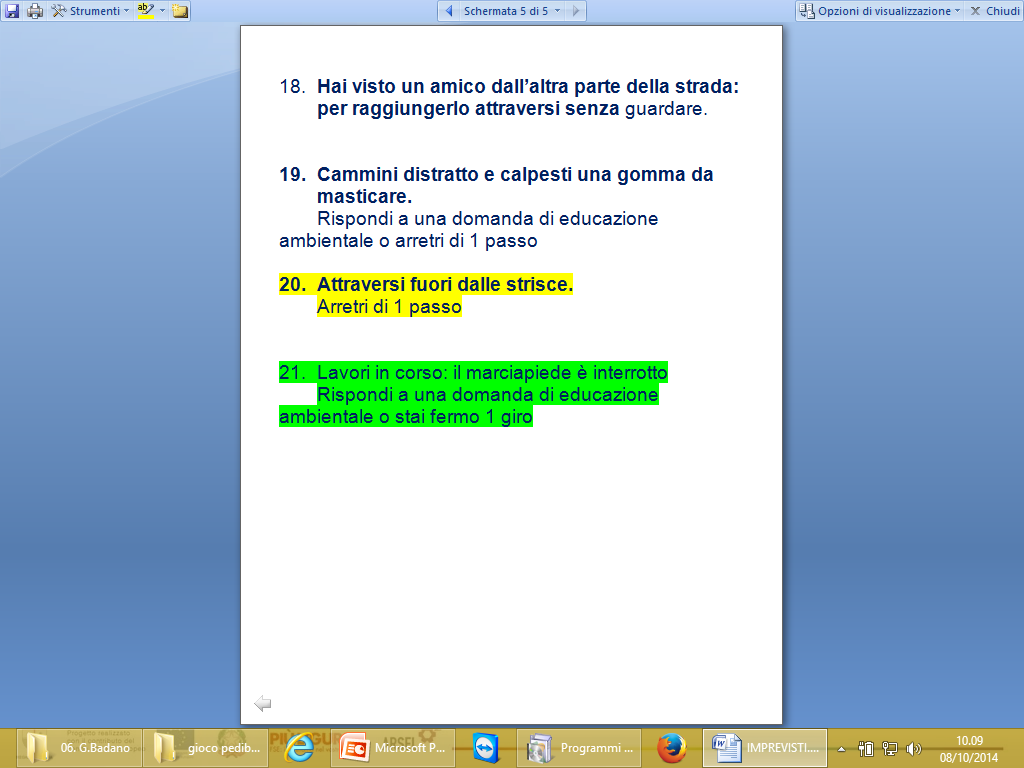 Strumenti
Schermata 5 di 5
Opzioni di visualizzazione
Chiudi
18. Hai visto un amico dall’altra parte della strada:
per raggiungerlo attraversi senza guardare.
19. Cammini distratto e calpesti una gomma da
masticare.
Rispondi a una domanda di educazione
ambientale o arretri di 1 passo
20. Attraversi fuori dalle strisce.
Arretri di 1 passo
21. Lavori in corso: il marciapiede è interrotto
Rispondi a una domanda di educazione
ambientale o stai fermo 1 giro
06. G.Badano
gioco pedib...
Microsoft P...
Programmi ...
IMPREVISTI....
10.09
08/10/2014